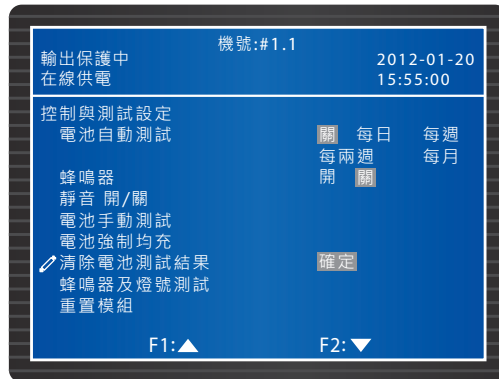 機號:#1.1
輸出保護中 2012-01-20
在線供電 15:55:00
控制與測試設定
電池自動測試 關 每日 每週
每兩週 每月
蜂鳴器 開 關
靜音 開/關
電池手動測試
電池強制均充
清除電池測試結果 確定
蜂鳴器及燈號測試
重置模組
F1:▲ F2:▼